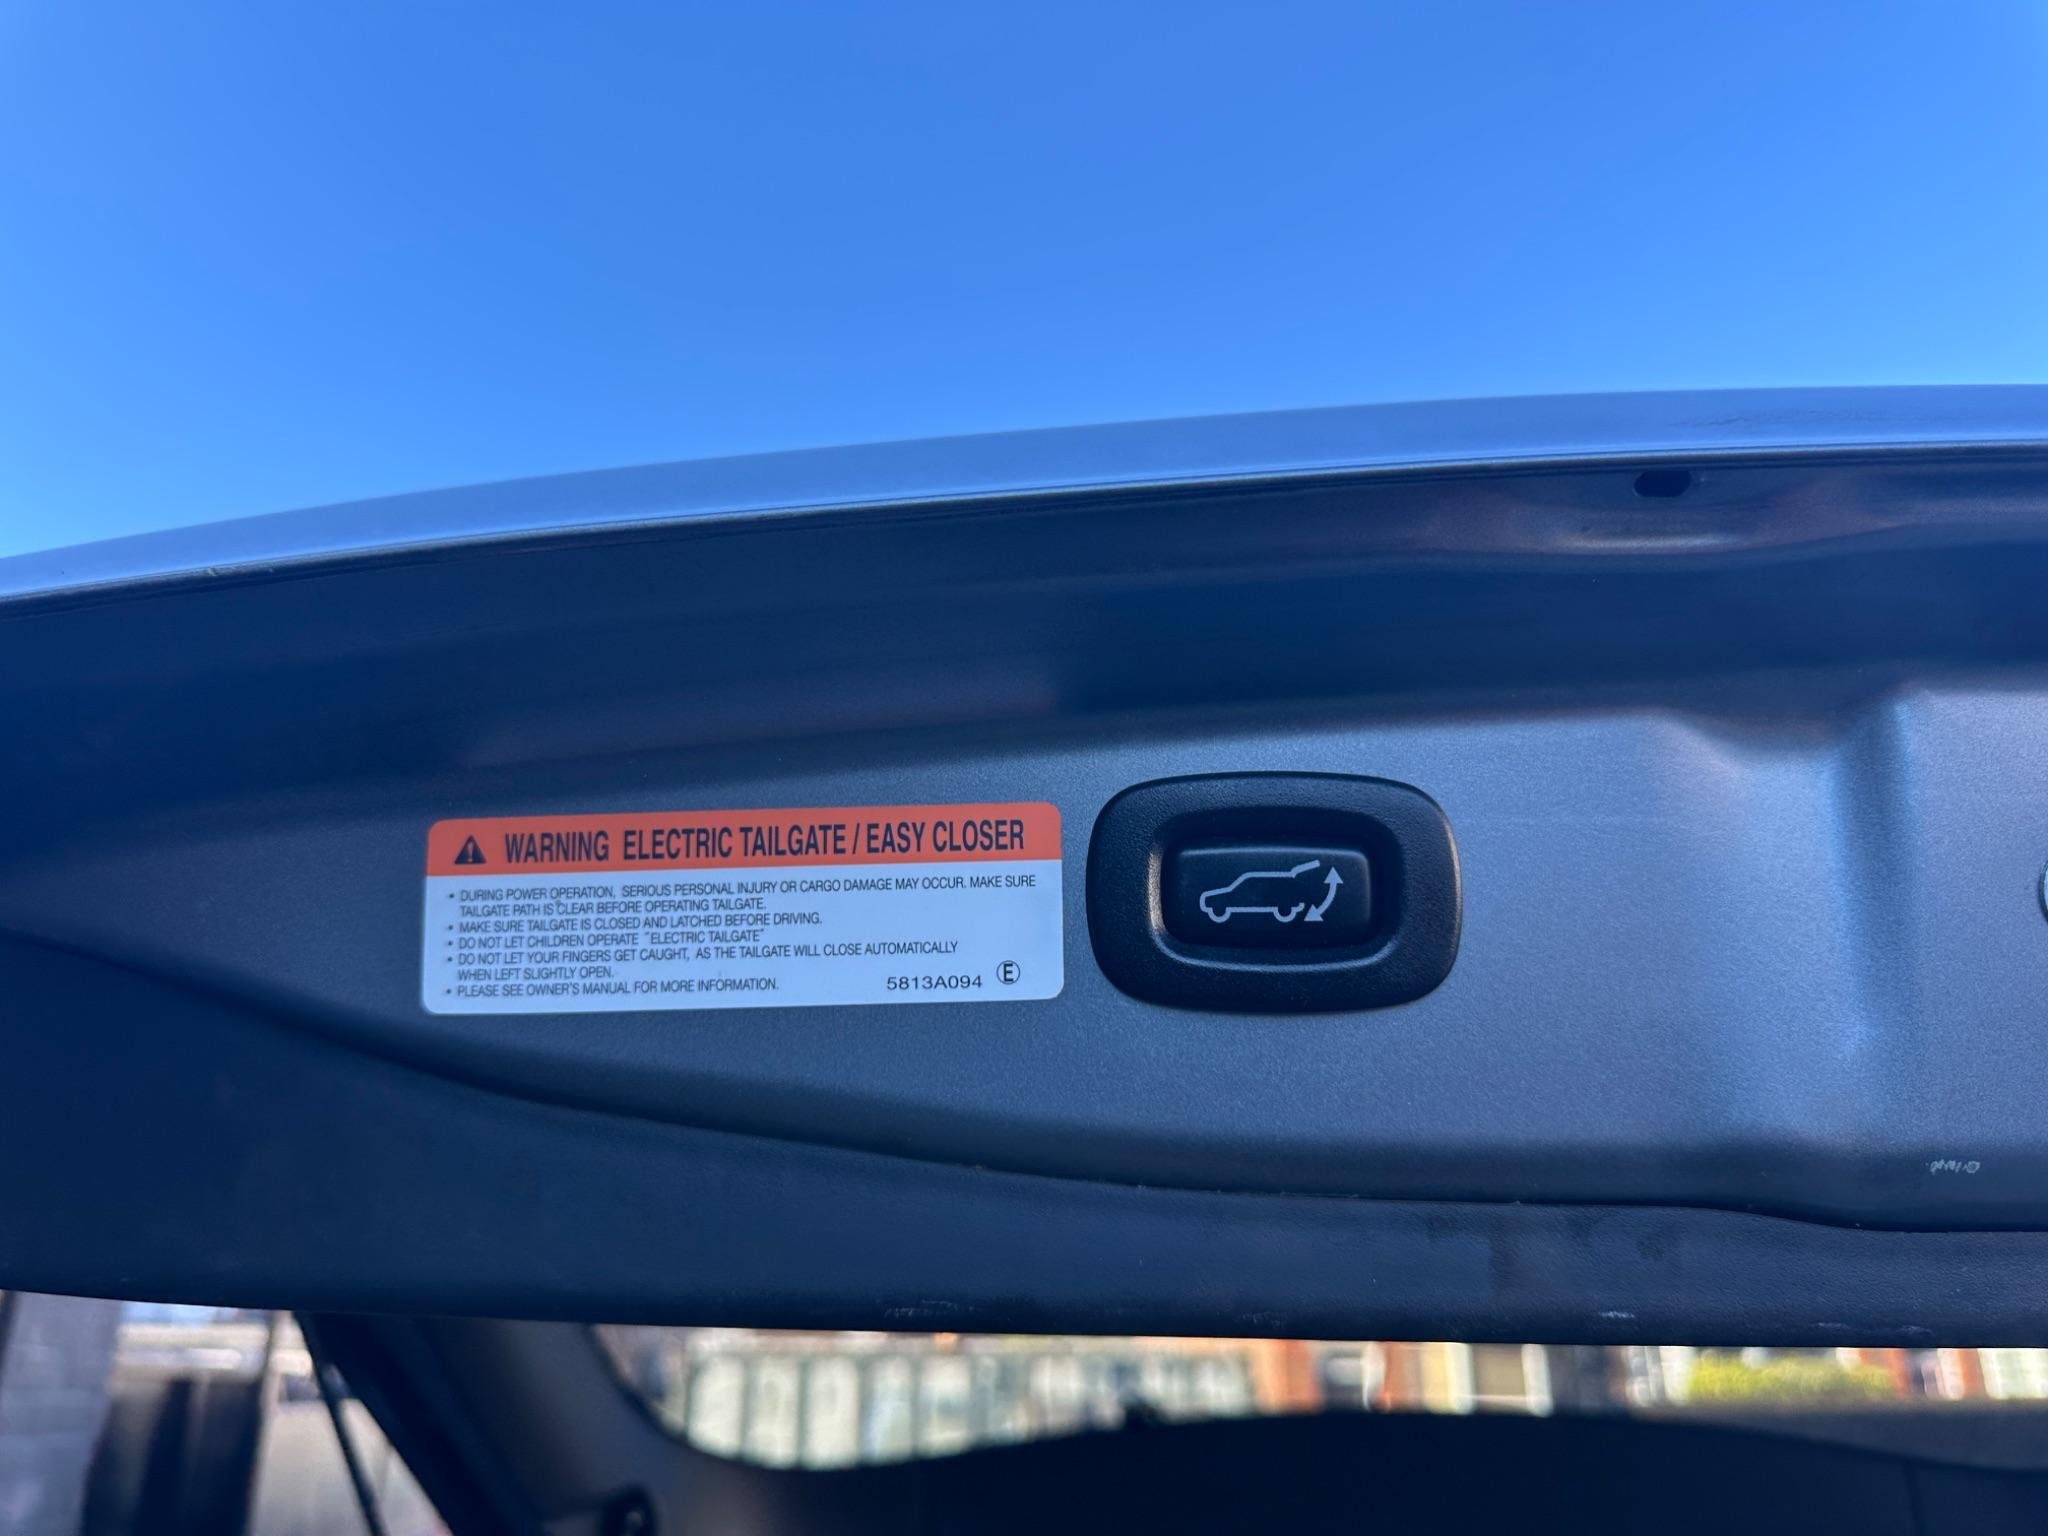 WARNING ELECTRIC TAILGATE / EASY CLOSER
• DURING POWER OPERATION, SERIOUS PERSONAL INJURY OR CARGO DAMAGE MAY OCCUR. MAKE SURE
TAILGATE PATH IS CLEAR BEFORE OPERATING TAILGATE.
• MAKE SURE TAILGATE IS CLOSED AND LATCHED BEFORE DRIVING.
• DO NOT LET CHILDREN OPERATE "ELECTRIC TAILGATE"
• DO NOT LET YOUR FINGERS GET CAUGHT, AS THE TAILGATE WILL CLOSE AUTOMATICALLY
WHEN LEFT SLIGHTLY OPEN.
• PLEASE SEE OWNER'S MANUAL FOR MORE INFORMATION.
5813A094 Ⓔ